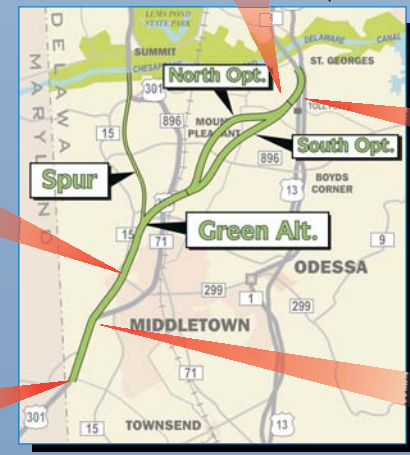 LUMS POND
STATE PARK
DELAWARE
MARYLAND
SUMMIT
DELAWARE
CANAL
CHESAPEAKE
ST. GEORGES
301
North Opt.
TOLL PLAZA
15
896
MOUNT
PLEASANT
South Opt.
896
Spur
BOYDS
CORNER
13
15
Green Alt.
71
9
ODESSA
299
1
299
MIDDLETOWN
71
301
15
TOWNSEND
13